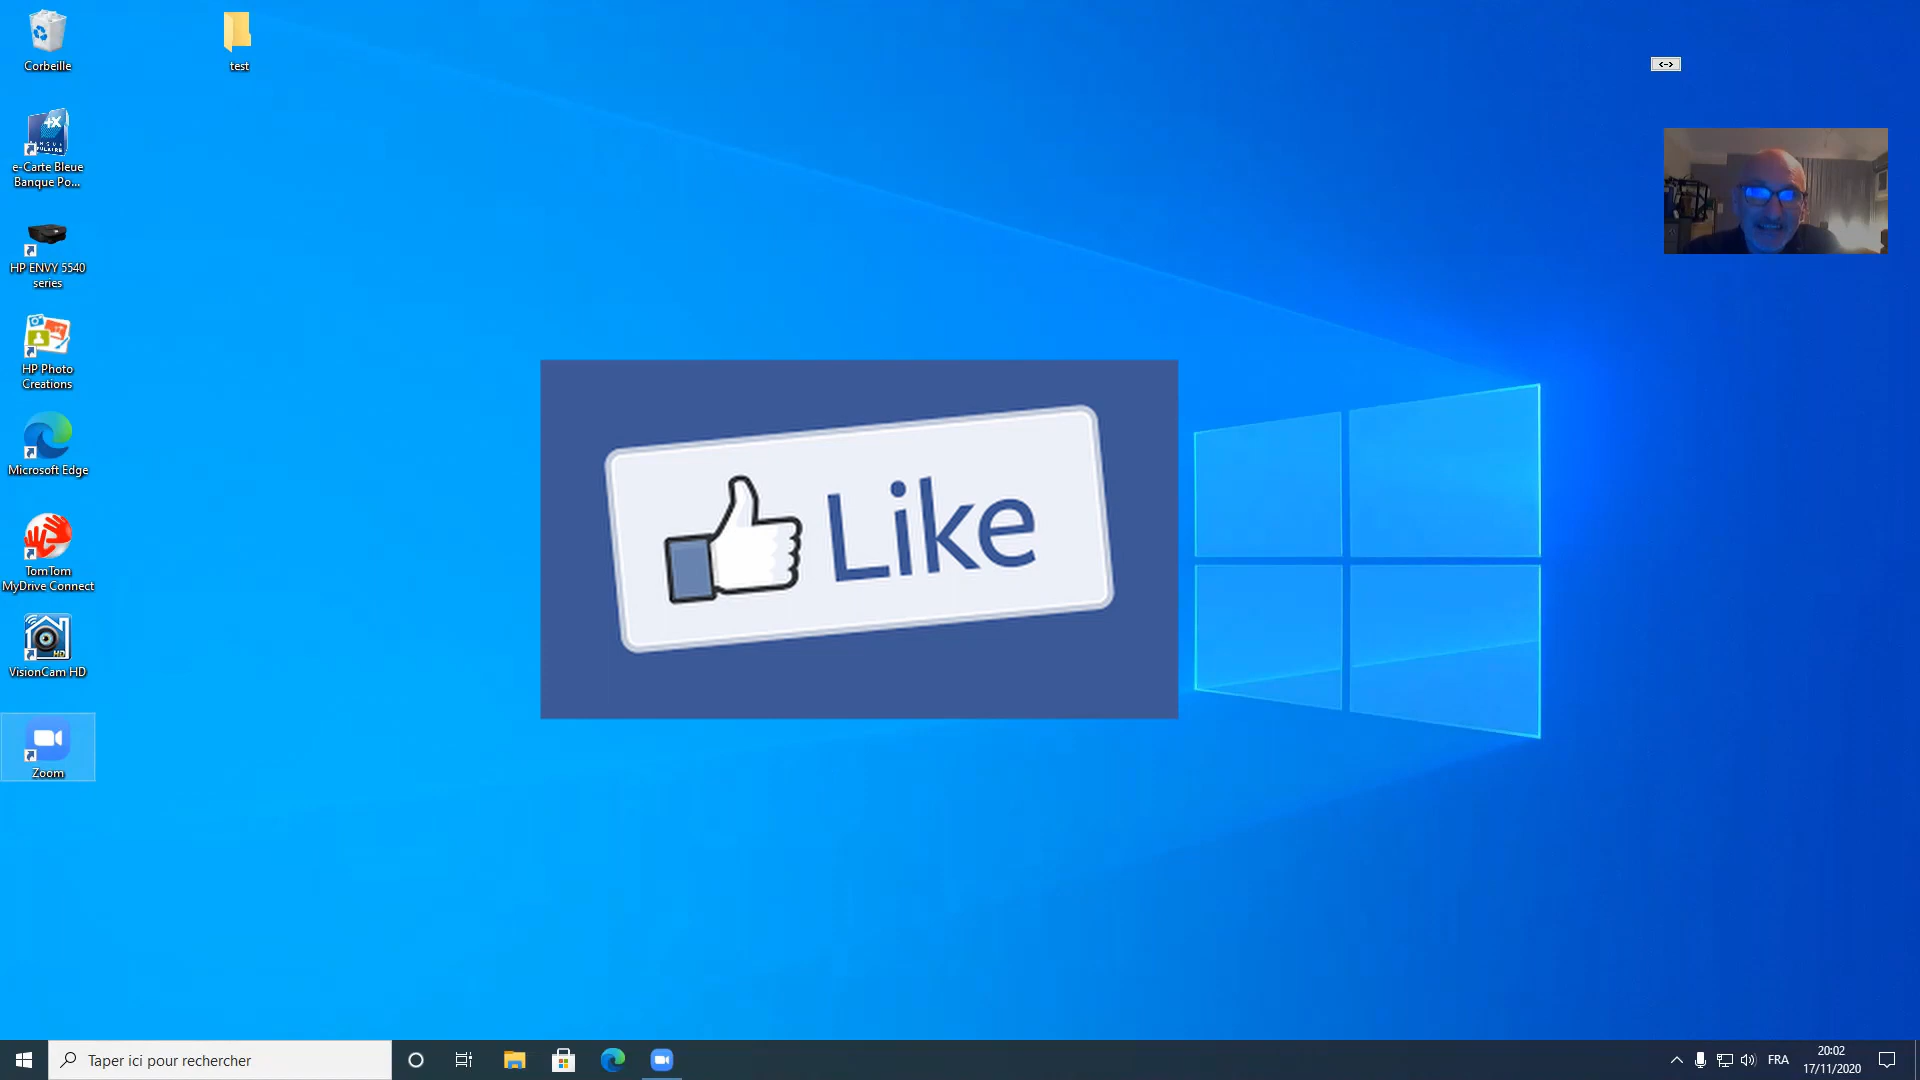 Corbeille
test
e-Carte Bleue
Banque Po...
HP ENVY 5540
series
HP Photo
Creations
Microsoft Edge
TomTom
MyDrive Connect
VisionCam HD
Zoom
Like
Taper ici pour rechercher
FRA
20:02
17/11/2020